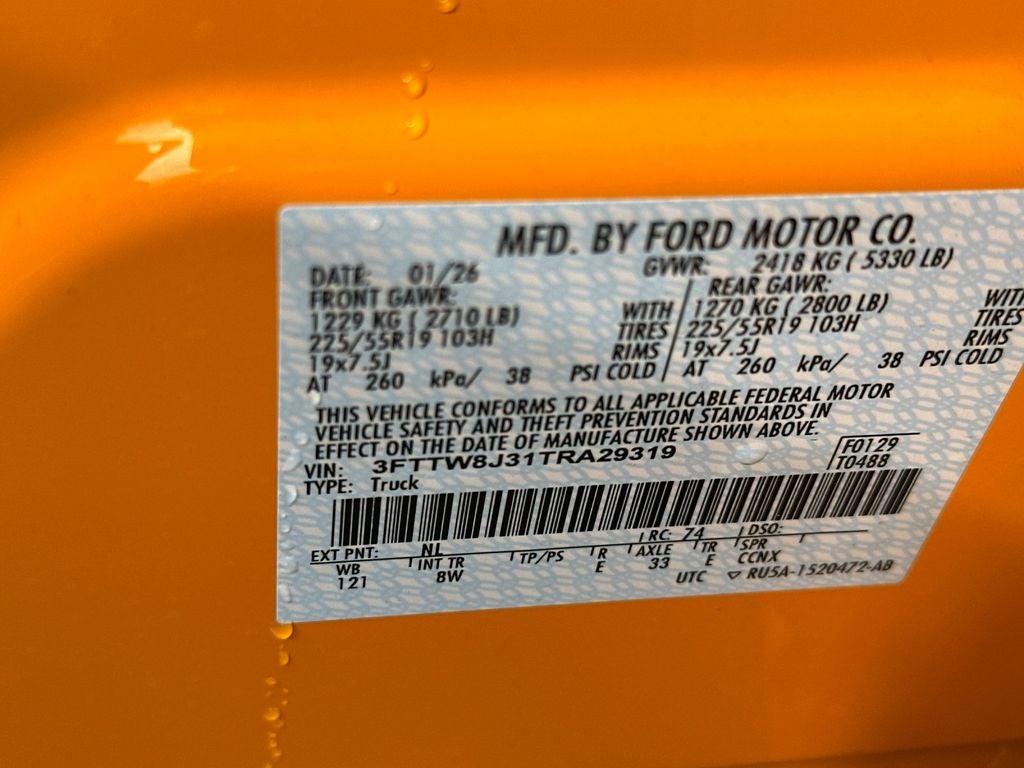 MFD. BY FORD MOTOR CO.
DATE: 01/26 GVWR: 2418 KG ( 5330 LB)
FRONT GAWR: REAR GAWR:
1229 KG ( 2710 LB) WITH 1270 KG ( 2800 LB) WITH
225/55R19 103H TIRES 225/55R19 103H TIRES
19x7.5J RIMS 19x7.5J RIMS
AT 260 kPa/ 38 PSI COLD AT 260 kPa/ 38 PSI COLD
THIS VEHICLE CONFORMS TO ALL APPLICABLE FEDERAL MOTOR
VEHICLE SAFETY AND THEFT PREVENTION STANDARDS IN
EFFECT ON THE DATE OF MANUFACTURE SHOWN ABOVE.
VIN: 3FTTW8J31TRA29319 F0129
TYPE: Truck T0488
EXT PNT: NL RC: 74 DSO:
WB INT TR TP/PS R AXLE TR SPR
121 8W E 33 E CCNX
UTC ▽ RU5A-1520472-AB